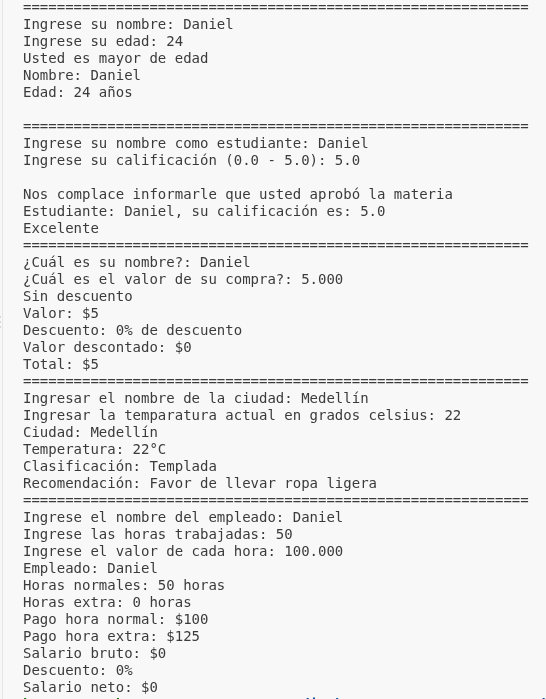 ============================================================
Ingrese su nombre: Daniel
Ingrese su edad: 24
Usted es mayor de edad
Nombre: Daniel
Edad: 24 años
============================================================
Ingrese su nombre como estudiante: Daniel
Ingrese su calificación (0.0 - 5.0): 5.0
Nos complace informarle que usted aprobó la materia
Estudiante: Daniel, su calificación es: 5.0
Excelente
============================================================
¿Cuál es su nombre?: Daniel
¿Cuál es el valor de su compra?: 5.000
Sin descuento
Valor: $5
Descuento: 0% de descuento
Valor descontado: $0
Total: $5
============================================================
Ingresar el nombre de la ciudad: Medellín
Ingresar la temparatura actual en grados celsius: 22
Ciudad: Medellín
Temperatura: 22°C
Clasificación: Templada
Recomendación: Favor de llevar ropa ligera
============================================================
Ingrese el nombre del empleado: Daniel
Ingrese las horas trabajadas: 50
Ingrese el valor de cada hora: 100.000
Empleado: Daniel
Horas normales: 50 horas
Horas extra: 0 horas
Pago hora normal: $100
Pago hora extra: $125
Salario bruto: $0
Descuento: 0%
Salario neto: $0